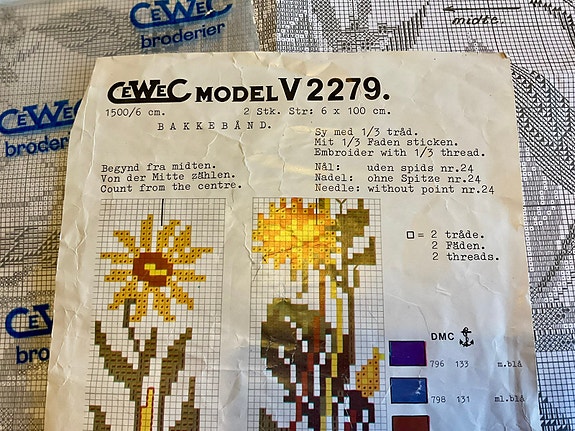 CEWEC
broderier
midte.
CEWEC
broderier
CEWEC
broder
CEWEC MODEL V 2279.
1500/6 cm. 2 Stk. Str: 6 x 100 cm.
BAKKEBÅND.
Sy med 1/3 tråd.
Mit 1/3 Faden sticken.
Embroider with 1/3 thread.
Begynd fra midten.
Von der Mitte zählen.
Count from the centre.
Nål: uden spids nr.24
Nadel: ohne Spitze nr.24
Needle: without point nr.24
= 2 tråde.
2 Fäden.
2 threads.
DMC
796 133 m.blå
798 131 ml.blå